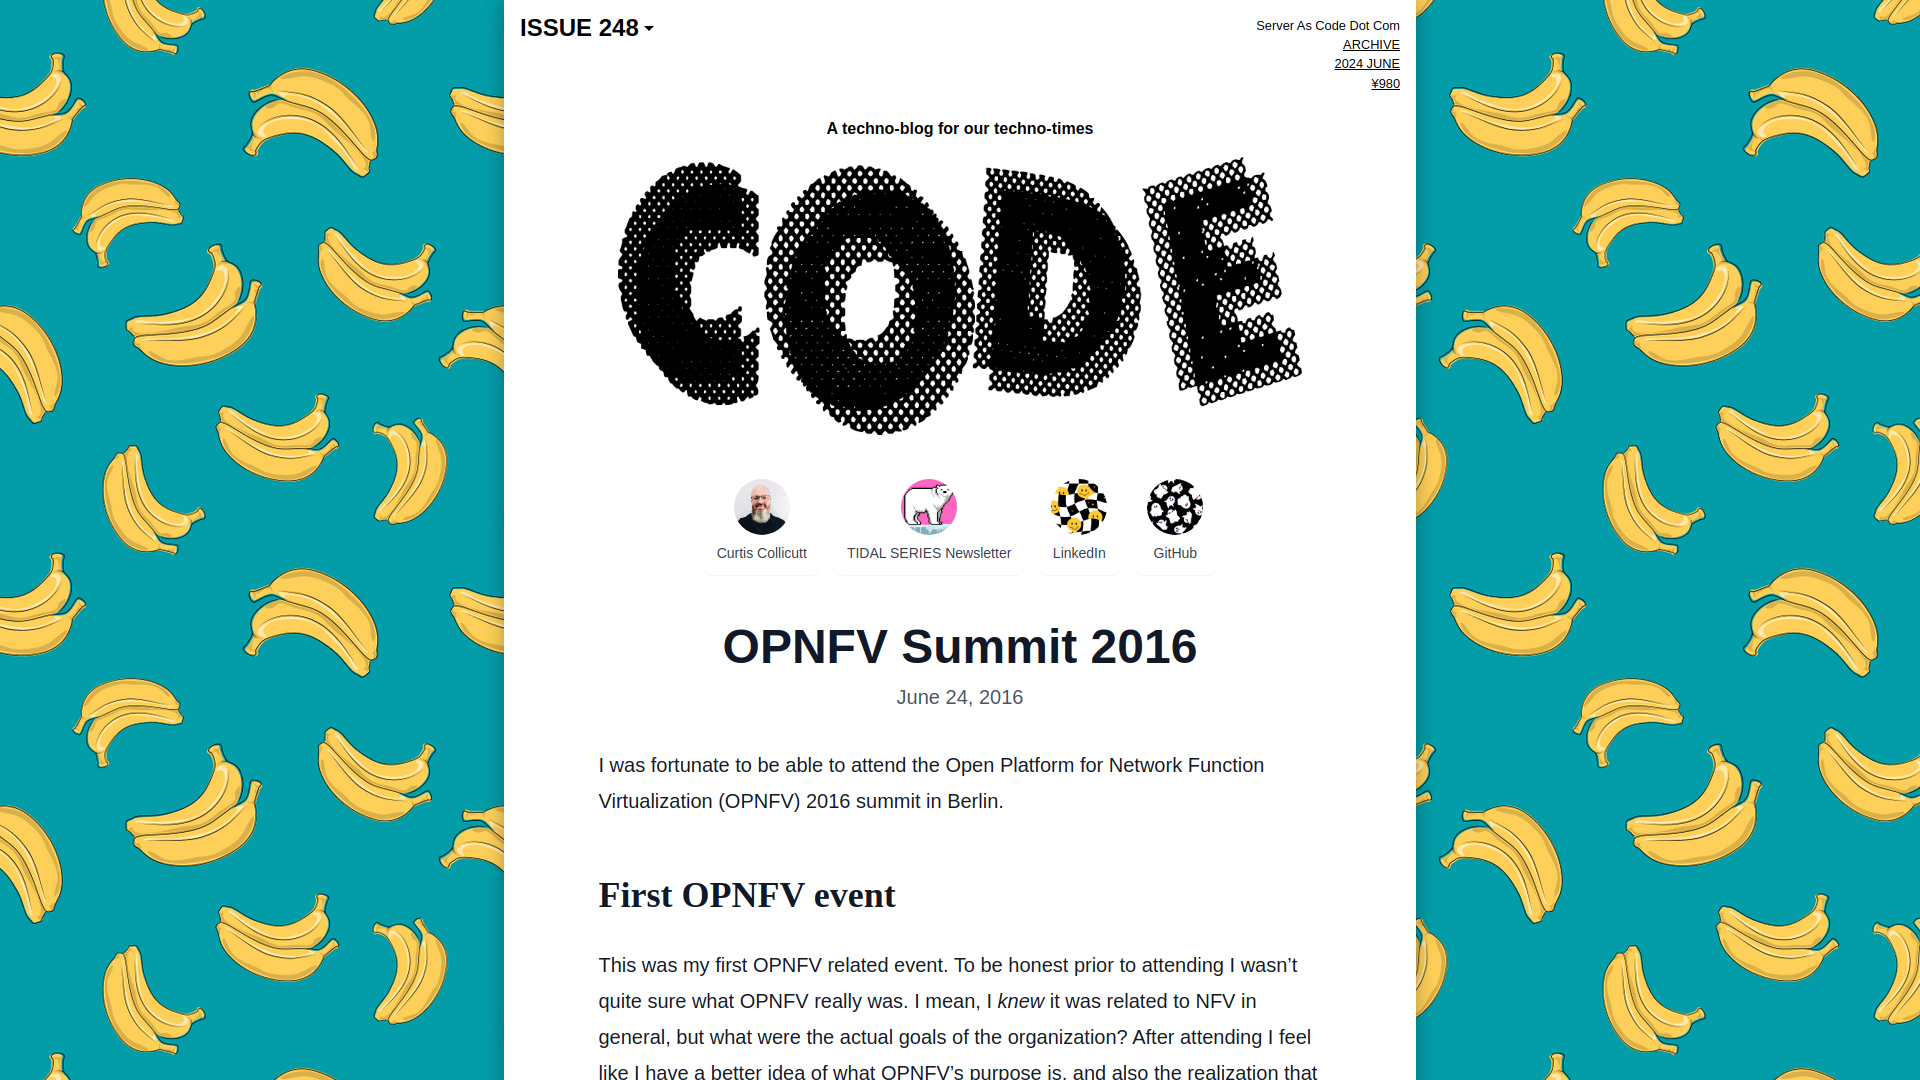 ISSUE 248
Server As Code Dot Com
ARCHIVE
2024 JUNE
¥980
A techno-blog for our techno-times
CODE
Curtis Collicutt
TIDAL SERIES Newsletter
LinkedIn
GitHub
OPNFV Summit 2016
June 24, 2016
I was fortunate to be able to attend the Open Platform for Network Function
Virtualization (OPNFV) 2016 summit in Berlin.
First OPNFV event
This was my first OPNFV related event. To be honest prior to attending I wasn’t
quite sure what OPNFV really was. I mean, I knew it was related to NFV in
general, but what were the actual goals of the organization? After attending I feel
like I have a better idea of what OPNFV’s purpose is, and also the realization that